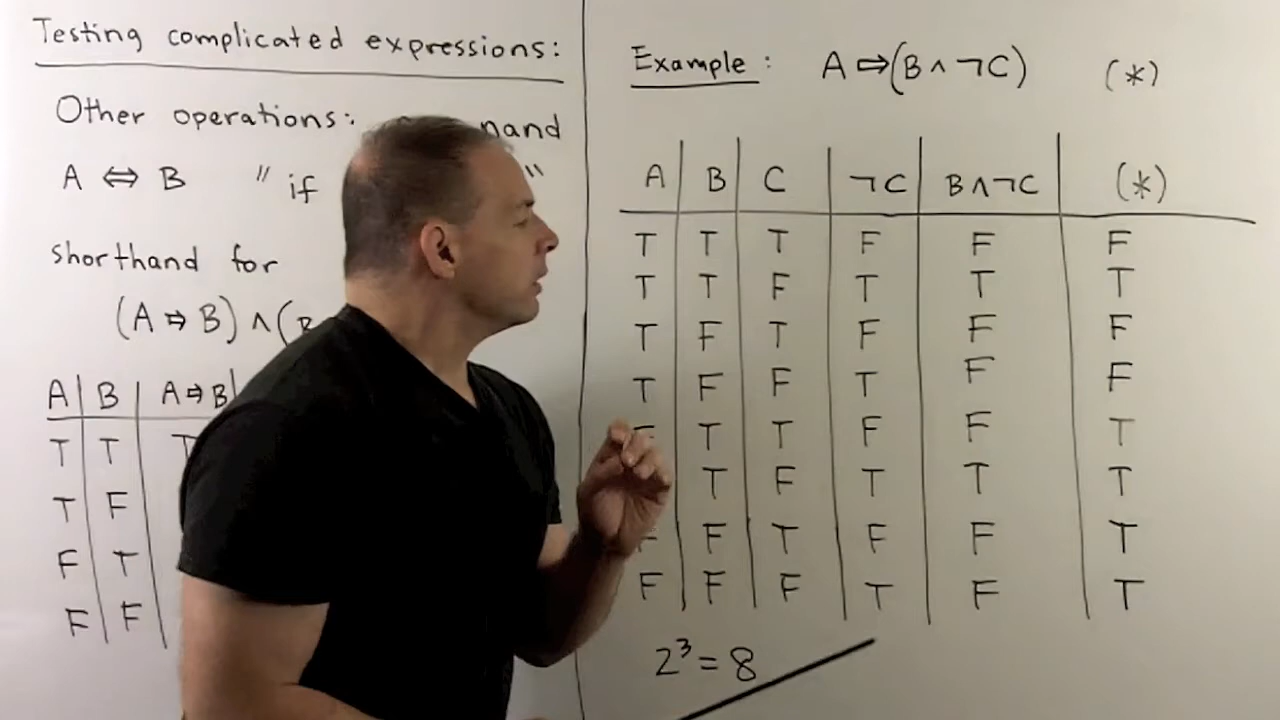 Testing complicated expressions:
Other operations: nand
A ⇔ B " if "
shorthand for
(A ⇒ B) ∧ (B
A B A ⇒ B
T T T
T F
F T
F F
Example: A ⇒ (B ∧ ¬C) (*)
A B C ¬C B∧¬C (*)
T T T F F F
T T F T T T
T F T F F F
T F F T F F
F T T F F T
T F T T T
F F T F F T
F F F T F T
2³ = 8